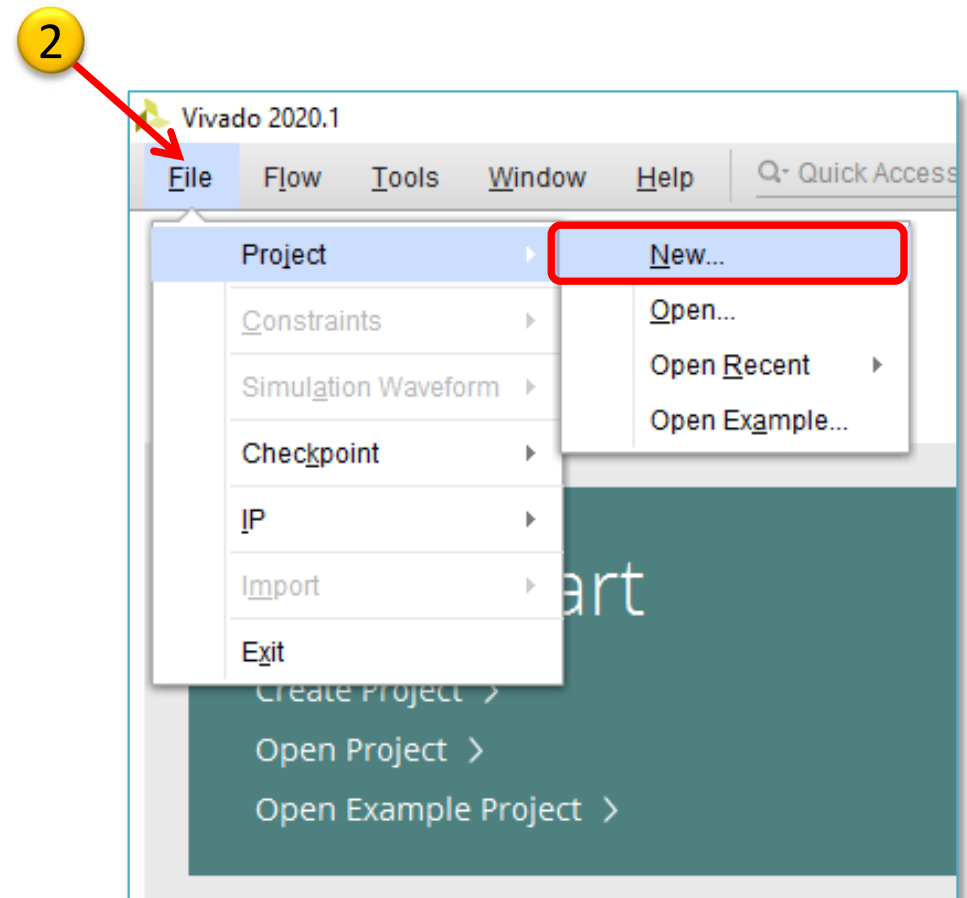 2
Vivado 2020.1
File Flow Tools Window Help Quick Access
Project
New...
Constraints
Open...
Simulation Waveform
Open Recent
Checkpoint
Open Example...
IP
Import
art
Exit
Create Project >
Open Project >
Open Example Project >